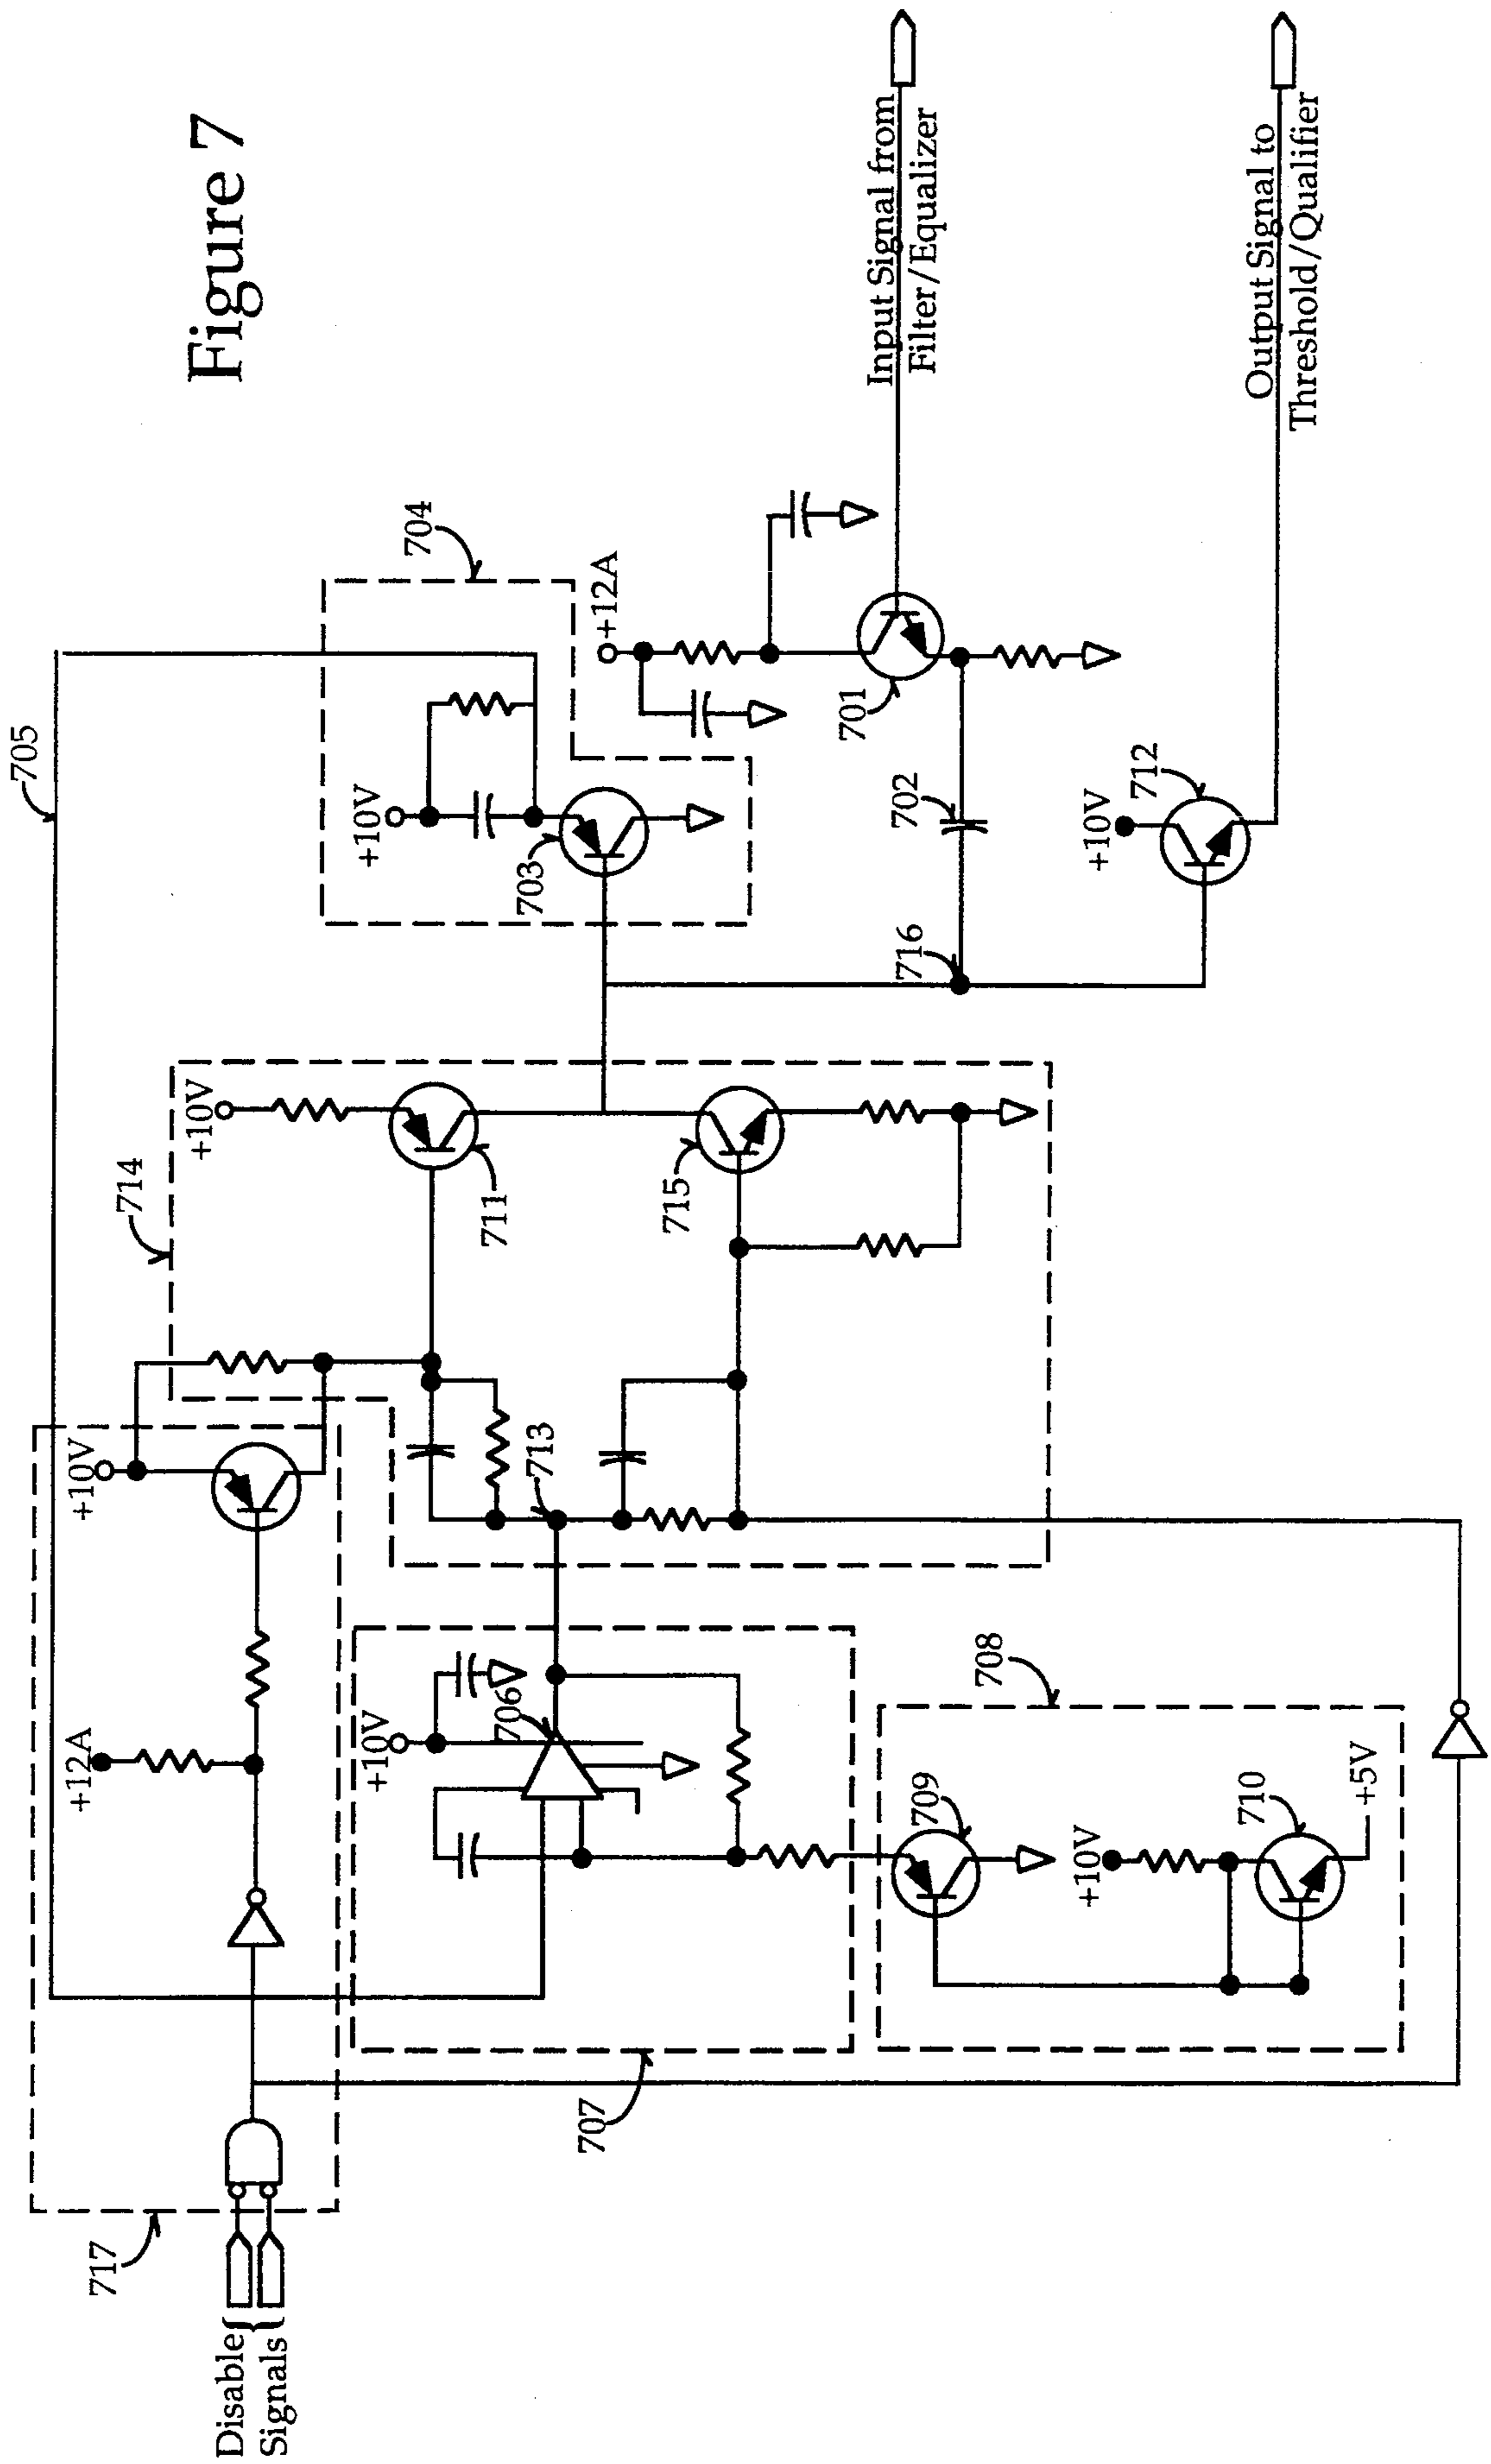 Figure 7
Disable
Signals
717
+12A
+10V
714
+10V
705
711
715
713
+10V
706
707
708
709
+10V
710
+5V
+10V
703
704
+12A
701
702
716
+10V
712
Input Signal from
Filter/Equalizer
Output Signal to
Threshold/Qualifier